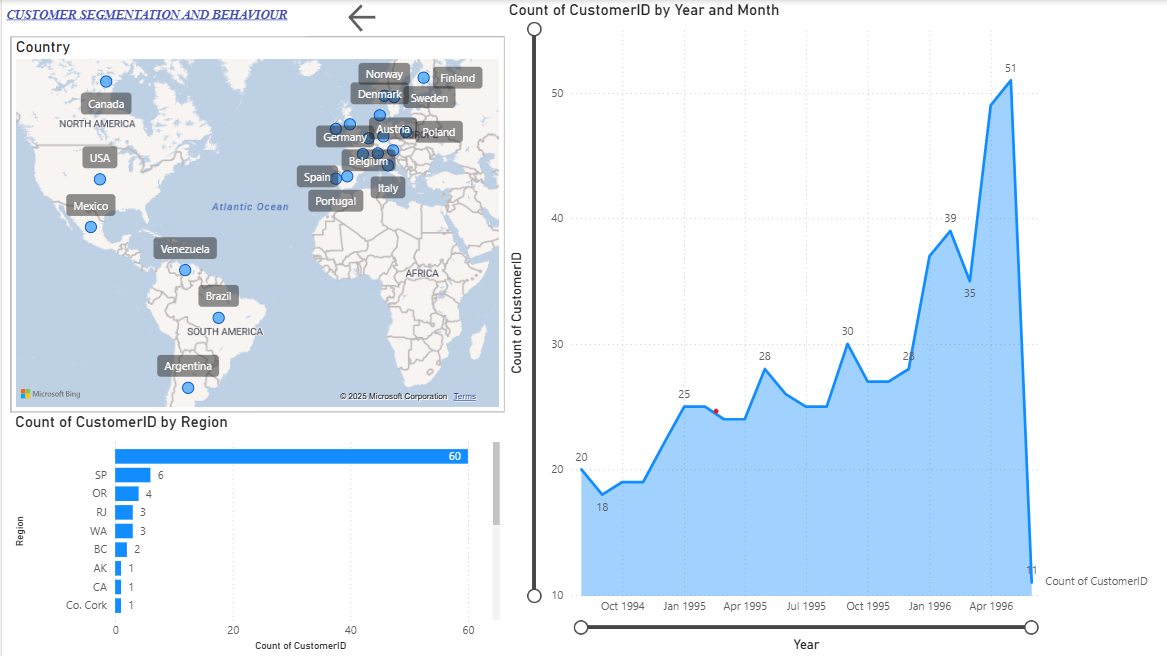 CUSTOMER SEGMENTATION AND BEHAVIOUR
Country
Norway
Finland
Canada
Denmark
Sweden
NORTH AMERICA
Germany
Austria
Poland
USA
Belgium
Spain
Italy
Mexico
Portugal
Atlantic Ocean
Venezuela
AFRICA
Brazil
SOUTH AMERICA
Argentina
Microsoft Bing
© 2025 Microsoft Corporation Terms
Count of CustomerID by Region
Region
60
SP 6
OR 4
RJ 3
WA 3
BC 2
AK 1
CA 1
Co. Cork 1
0 20 40 60
Count of CustomerID
Count of CustomerID by Year and Month
Count of CustomerID
50
40
30
20
10
20
18
25
28
30
28
39
35
51
11
Count of CustomerID
Oct 1994 Jan 1995 Apr 1995 Jul 1995 Oct 1995 Jan 1996 Apr 1996
Year